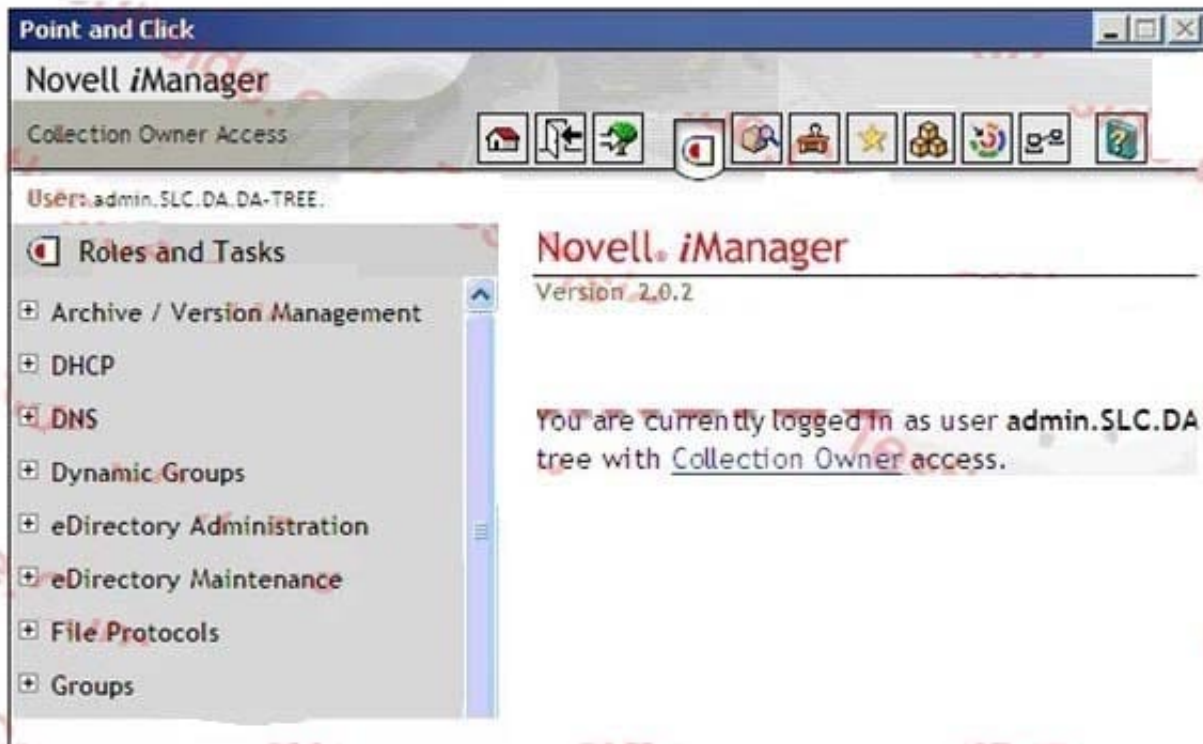 Point and Click
Novell iManager
Collection Owner Access
User: admin.SLC.DA.DA-TREE.
Roles and Tasks
Archive / Version Management
DHCP
DNS
Dynamic Groups
eDirectory Administration
eDirectory Maintenance
File Protocols
Groups
Novell® iManager
Version 2.0.2
You are currently logged in as user admin.SLC.DA
tree with Collection Owner access.